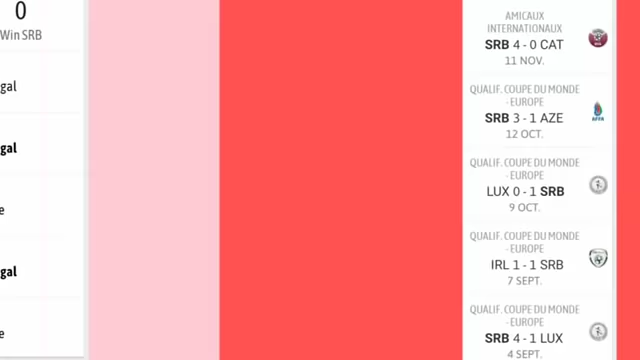 0
Win SRB
gal
gal
e
gal
e
AMICAUX
INTERNATIONAUX
SRB 4 - 0 CAT
11 NOV.
QUALIF. COUPE DU MONDE
- EUROPE
SRB 3 - 1 AZE
12 OCT.
AFFA
QUALIF. COUPE DU MONDE
- EUROPE
LUX 0 - 1 SRB
9 OCT.
QUALIF. COUPE DU MONDE
- EUROPE
IRL 1 - 1 SRB
7 SEPT.
QUALIF. COUPE DU MONDE
- EUROPE
SRB 4 - 1 LUX
4 SEPT.